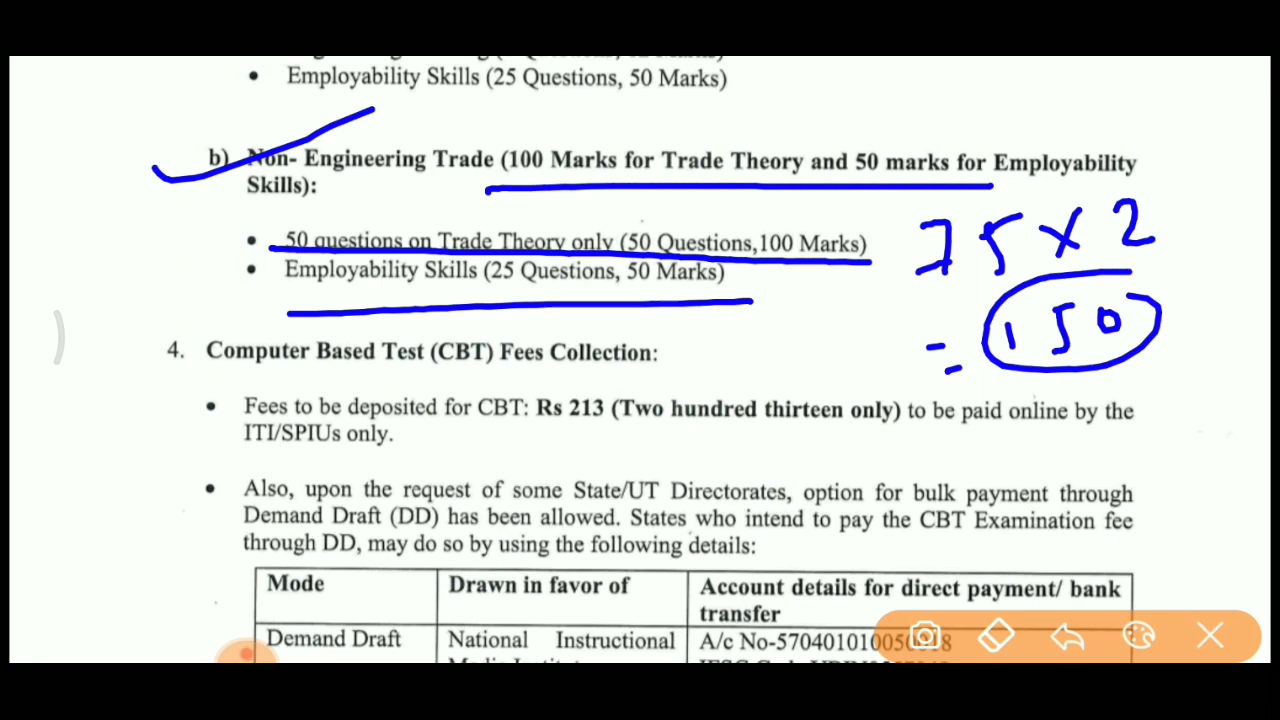 Employability Skills (25 Questions, 50 Marks)
b) Non- Engineering Trade (100 Marks for Trade Theory and 50 marks for Employability
Skills):
50 questions on Trade Theory only (50 Questions,100 Marks)
Employability Skills (25 Questions, 50 Marks)
75 x 2
= 150
4. Computer Based Test (CBT) Fees Collection:
Fees to be deposited for CBT: Rs 213 (Two hundred thirteen only) to be paid online by the
ITI/SPIUs only.
Also, upon the request of some State/UT Directorates, option for bulk payment through
Demand Draft (DD) has been allowed. States who intend to pay the CBT Examination fee
through DD, may do so by using the following details:
Mode Drawn in favor of Account details for direct payment/ bank
transfer
Demand Draft National Instructional